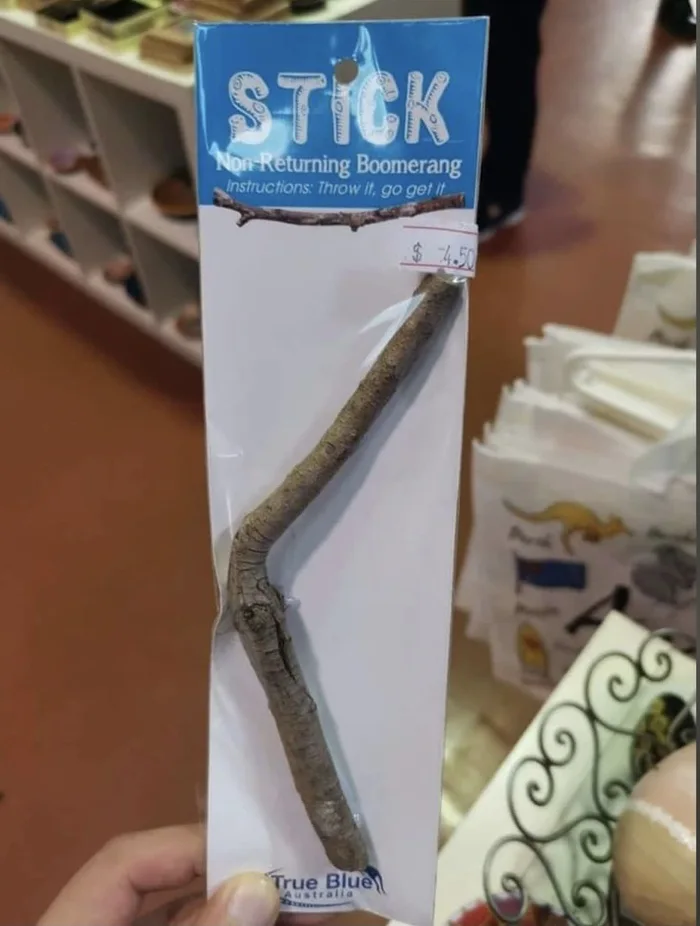 STiCK
Non-Returning Boomerang
Instructions: Throw it, go get it.
$ 4.50
True Blue
Australia